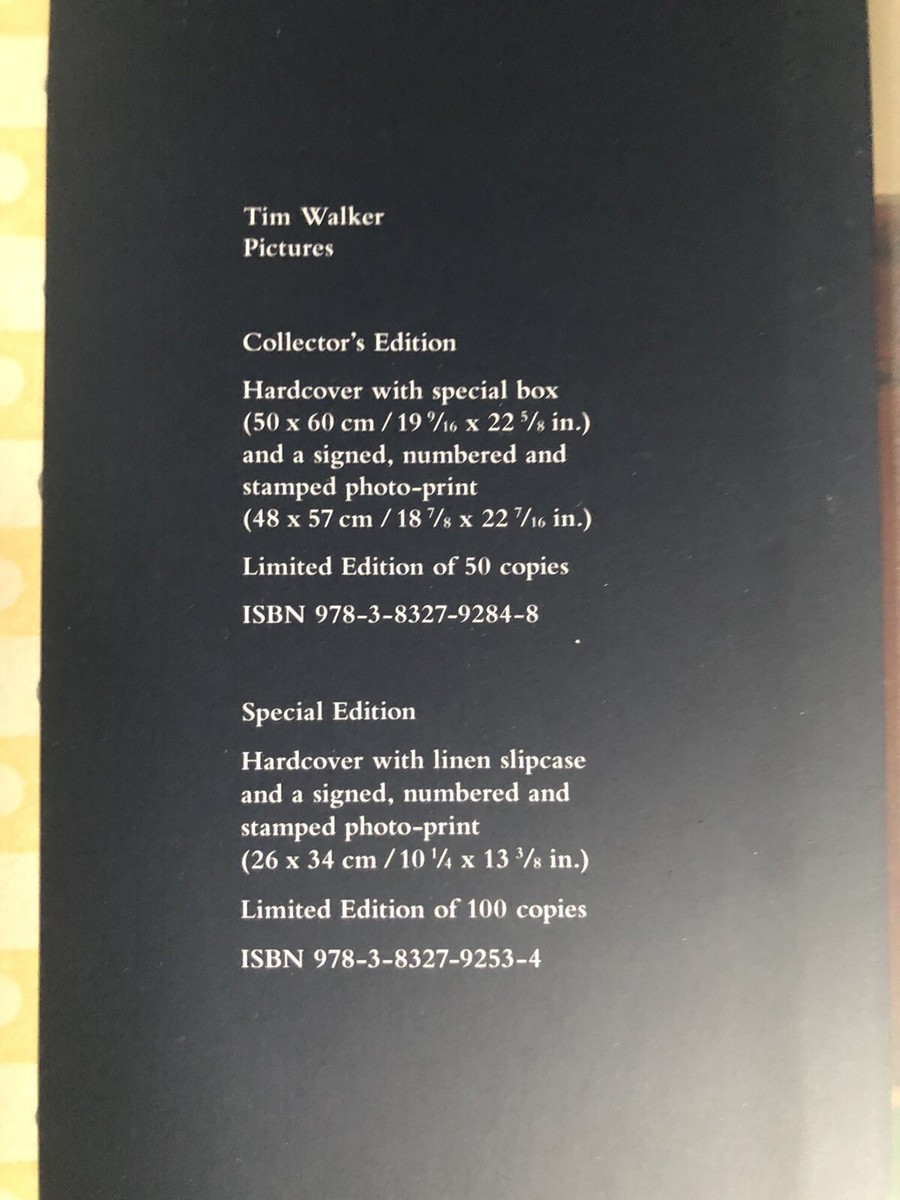 Tim Walker
Pictures
Collector's Edition
Hardcover with special box
(50 x 60 cm / 19 9/16 x 22 5/8 in.)
and a signed, numbered and
stamped photo-print
(48 x 57 cm / 18 7/8 x 22 7/16 in.)
Limited Edition of 50 copies
ISBN 978-3-8327-9284-8
Special Edition
Hardcover with linen slipcase
and a signed, numbered and
stamped photo-print
(26 x 34 cm / 10 1/4 x 13 3/8 in.)
Limited Edition of 100 copies
ISBN 978-3-8327-9253-4